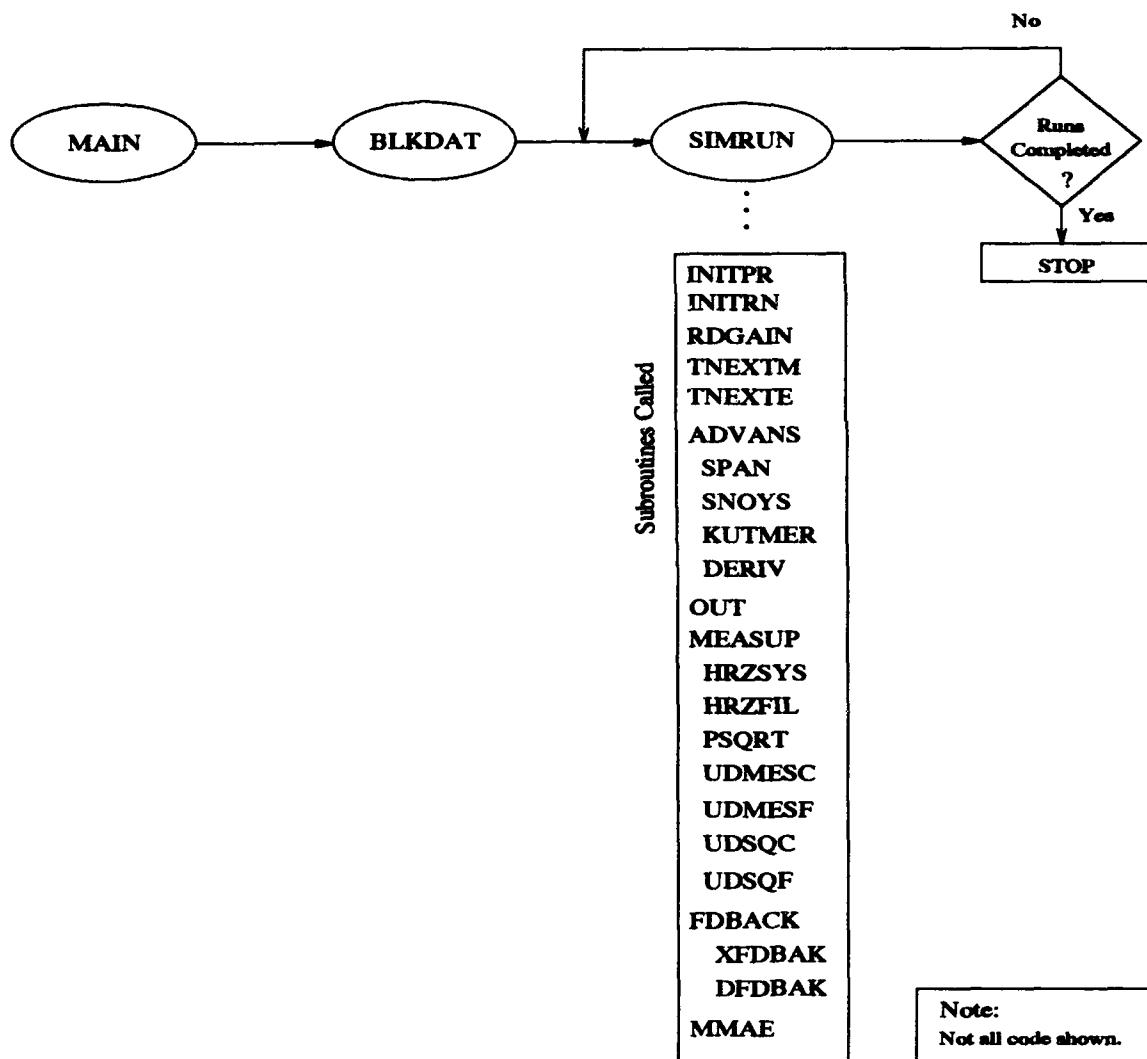 No
MAIN
BLKDAT
SIMRUN
Runs
Completed
?
Yes
STOP
Subroutines Called
INITPR
INITRN
RDGAIN
TNEXTM
TNEXTE
ADVANS
SPAN
SNOYS
KUTMER
DERIV
OUT
MEASUP
HRZSYS
HRZFIL
PSQRT
UDMESC
UDMESF
UDSQC
UDSQF
FDBACK
XFDBAK
DFDBAK
MMAE
Note:
Not all code shown.